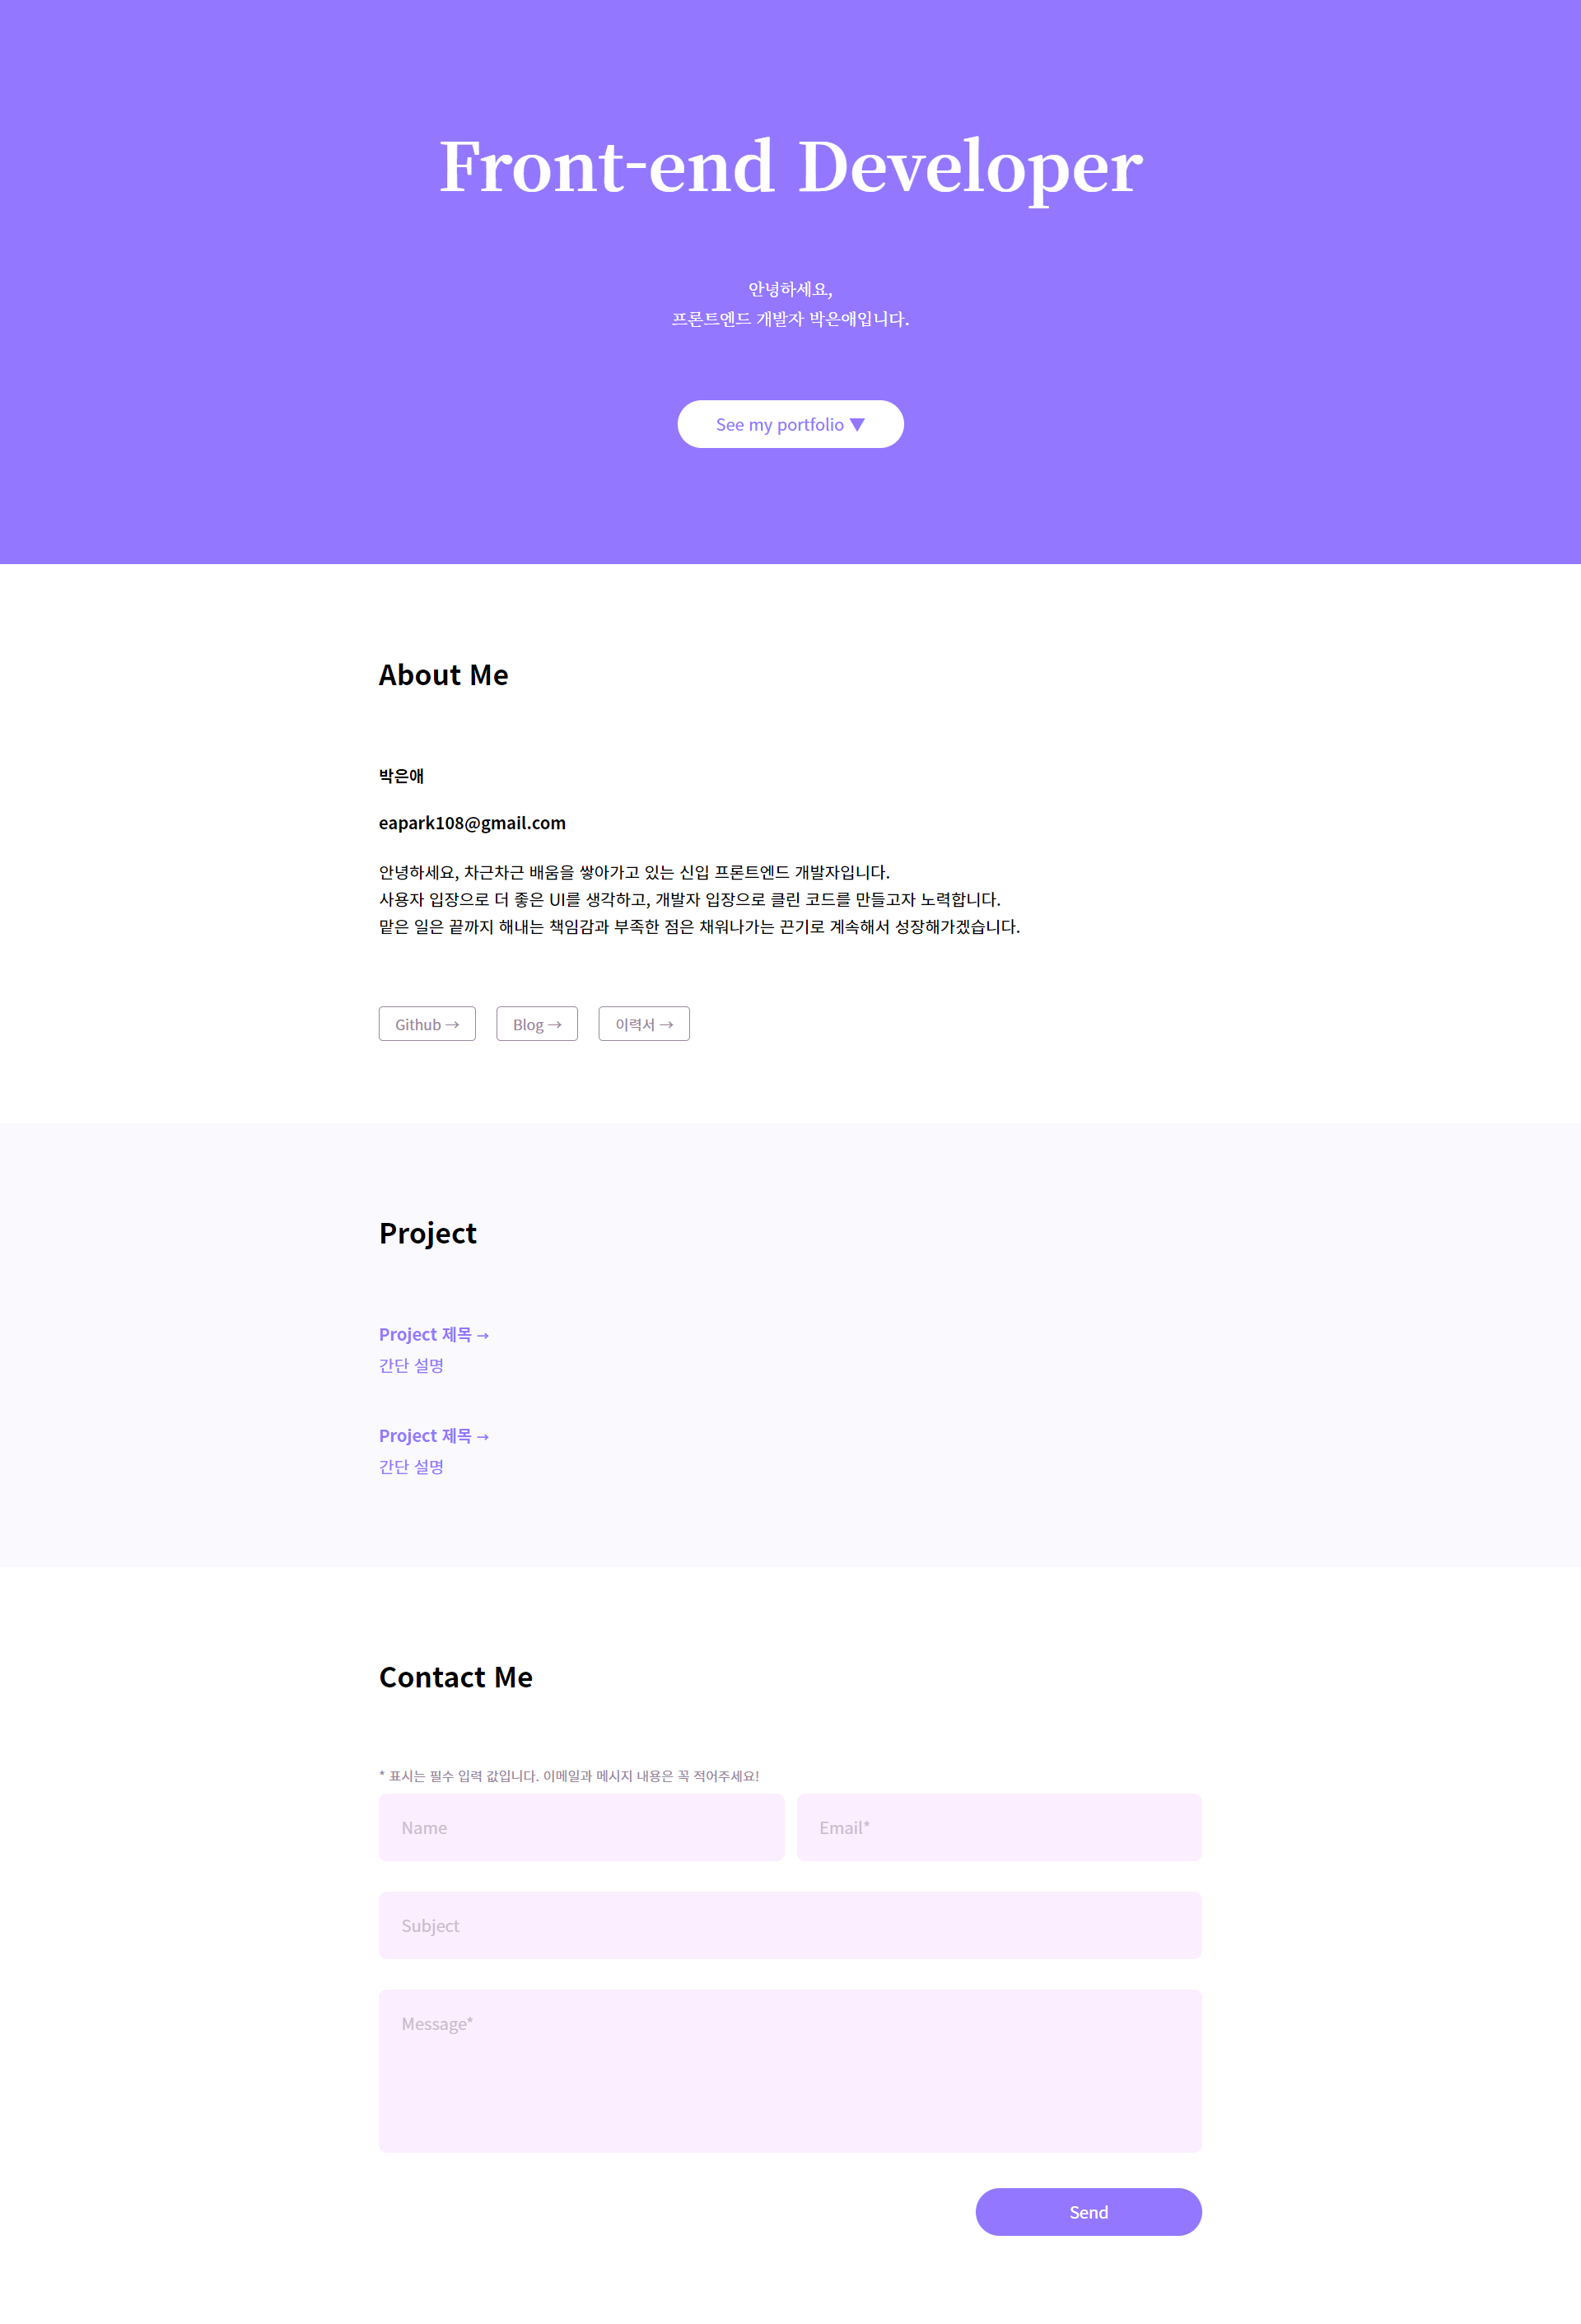 Front-end Developer
안녕하세요,
프론트엔드 개발자 박은애입니다.
See my portfolio ▼
About Me
박은애
eapark108@gmail.com
안녕하세요, 차근차근 배움을 쌓아가고 있는 신입 프론트엔드 개발자입니다.
사용자 입장으로 더 좋은 UI를 생각하고, 개발자 입장으로 클린 코드를 만들고자 노력합니다.
맡은 일은 끝까지 해내는 책임감과 부족한 점은 채워나가는 끈기로 계속해서 성장해가겠습니다.
Github → Blog → 이력서 →
Project
Project 제목 →
간단 설명
Project 제목 →
간단 설명
Contact Me
* 표시는 필수 입력 값입니다. 이메일과 메시지 내용은 꼭 적어주세요!
Name Email*
Subject
Message*
Send